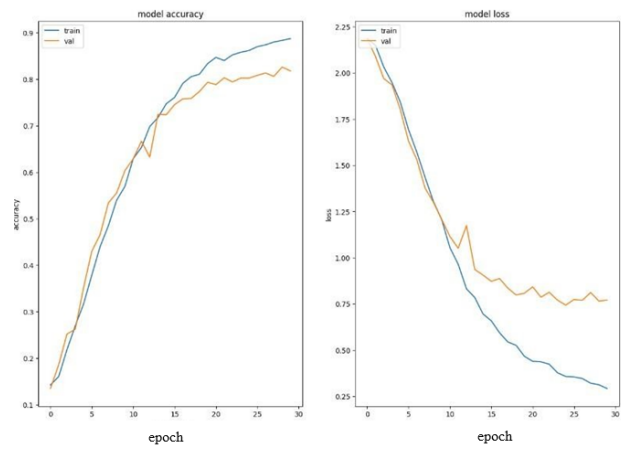 model accuracy
train
val
0.9
0.8
0.7
0.6
0.5
0.4
0.3
0.2
0.1
accuracy
0 5 10 15 20 25 30
epoch
model loss
train
val
2.25
2.00
1.75
1.50
1.25
1.00
0.75
0.50
0.25
loss
0 5 10 15 20 25 30
epoch